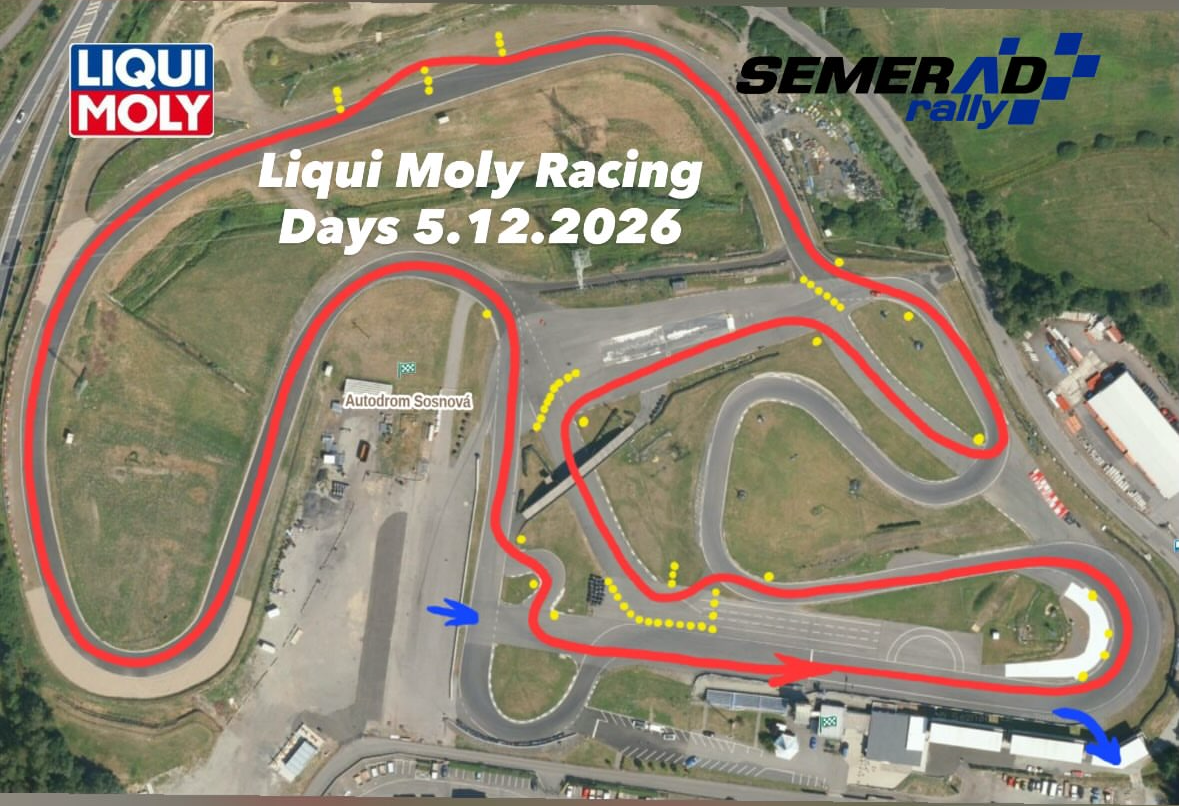 LIQUI
MOLY
SEMERAD
rally
Liqui Moly Racing
Days 5.12.2026
Autodrom Sosnová